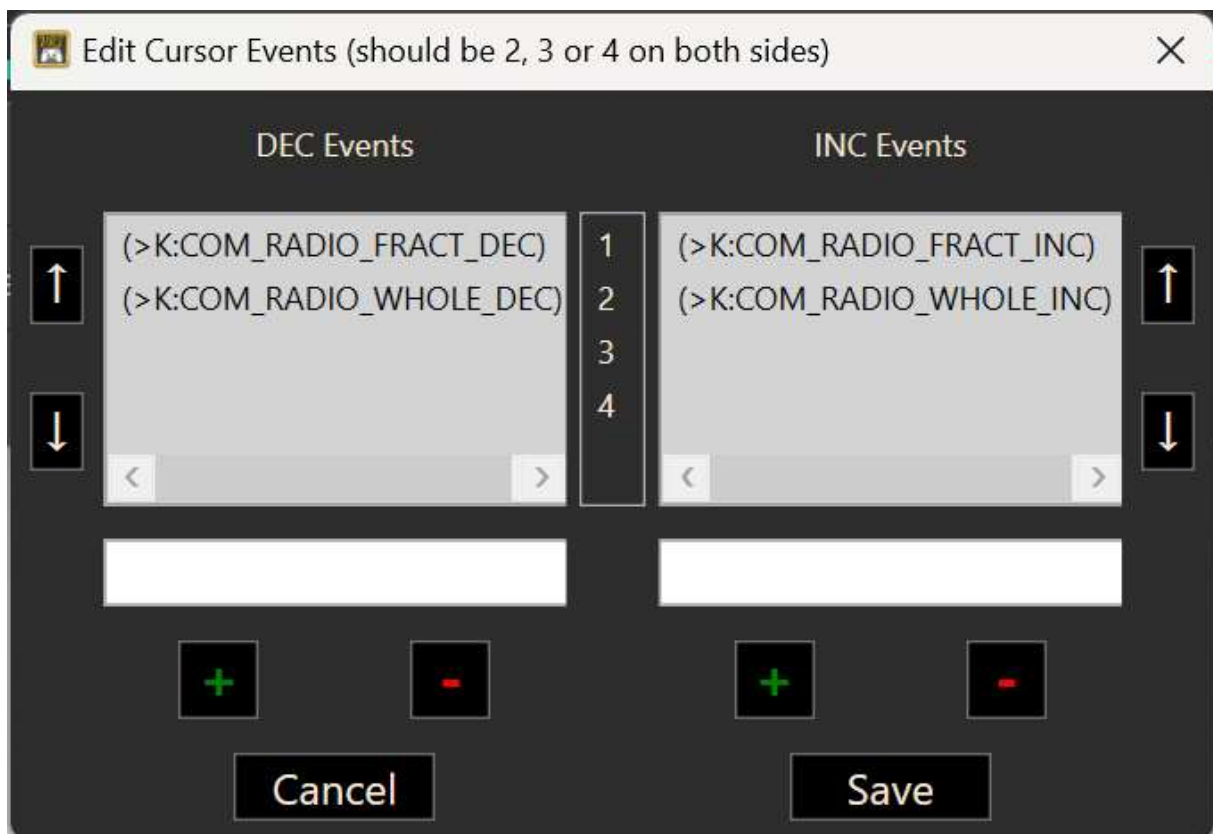 Edit Cursor Events (should be 2, 3 or 4 on both sides)
DEC Events
INC Events
(>K:COM_RADIO_FRACT_DEC)
(>K:COM_RADIO_WHOLE_DEC)
1
2
3
4
(>K:COM_RADIO_FRACT_INC)
(>K:COM_RADIO_WHOLE_INC)
+
-
+
-
Cancel
Save